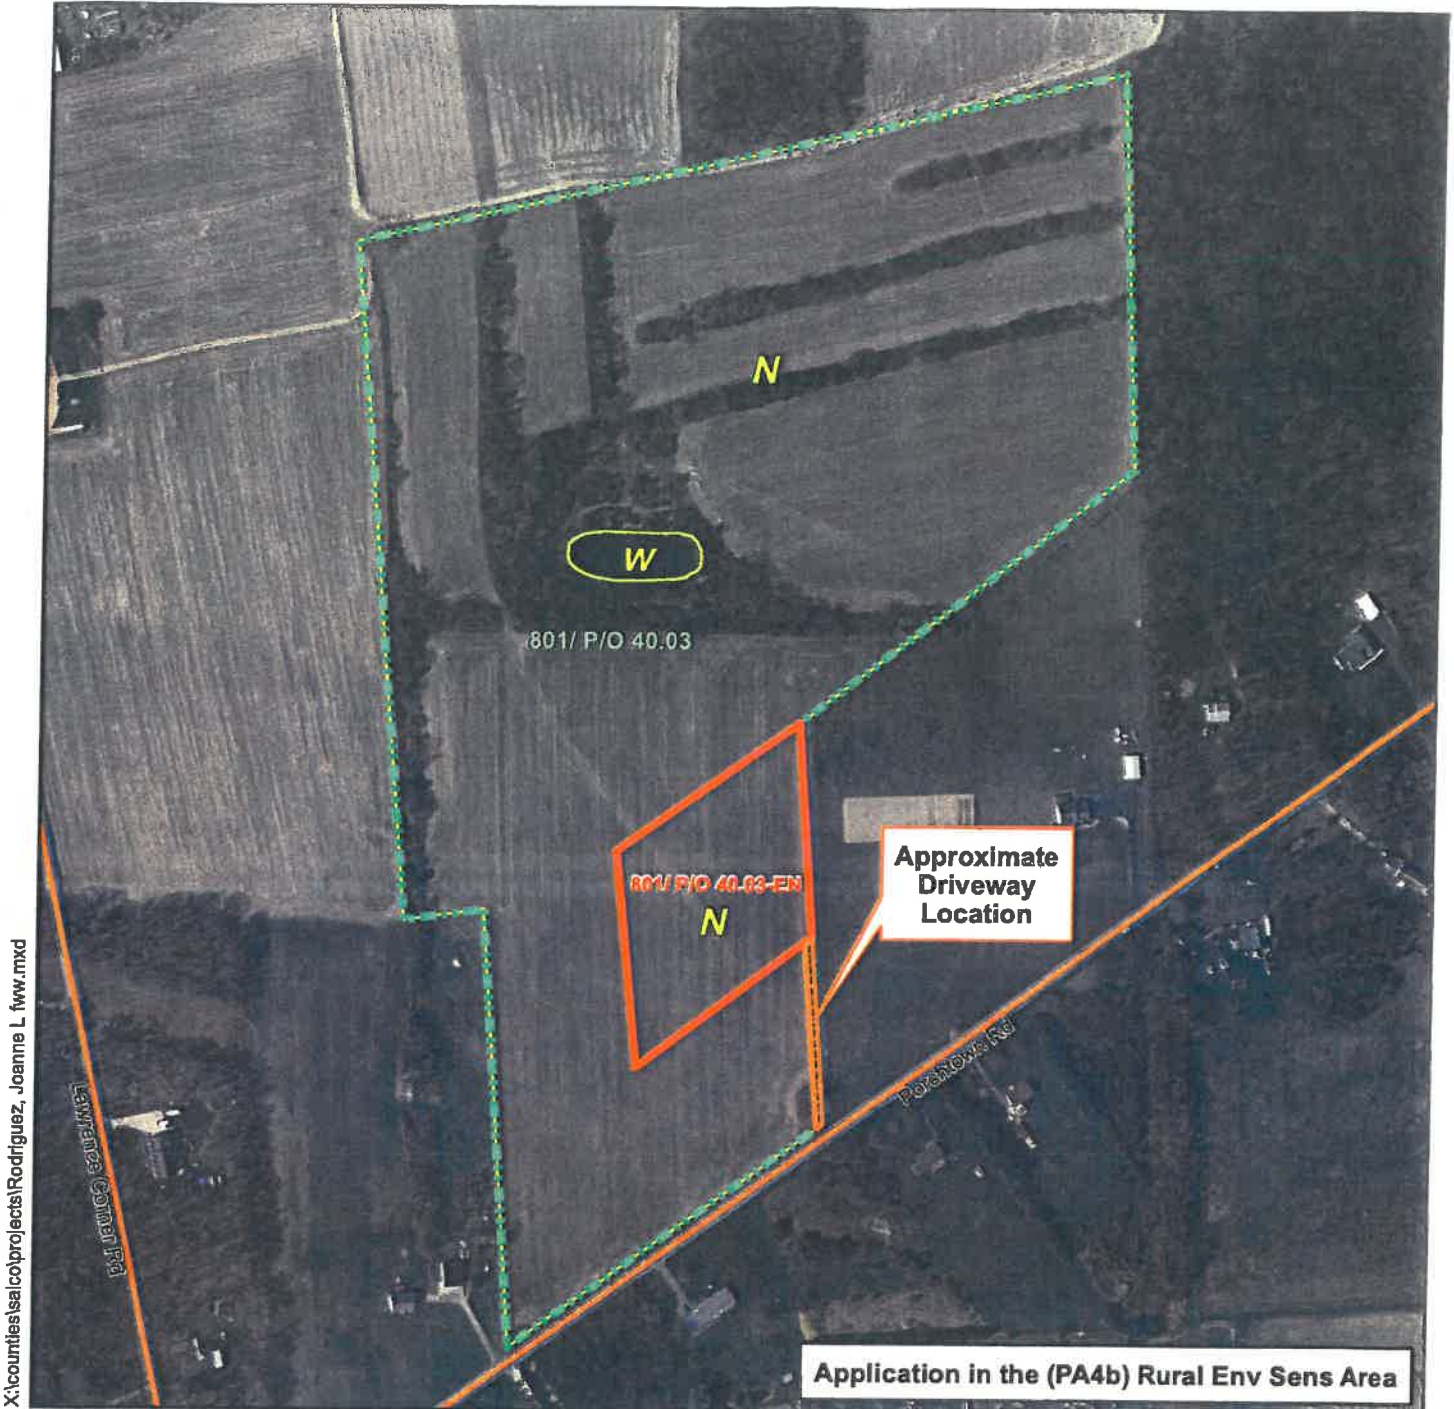 N
W
801/ P/O 40.03
801/ P/O 40.03-EN
N
Approximate
Driveway
Location
Porchtown Rd
Lawrence Corner Rd
X:\counties\salco\projects\Rodriguez, Joanne L fww.mxd
Application in the (PA4b) Rural Env Sens Area